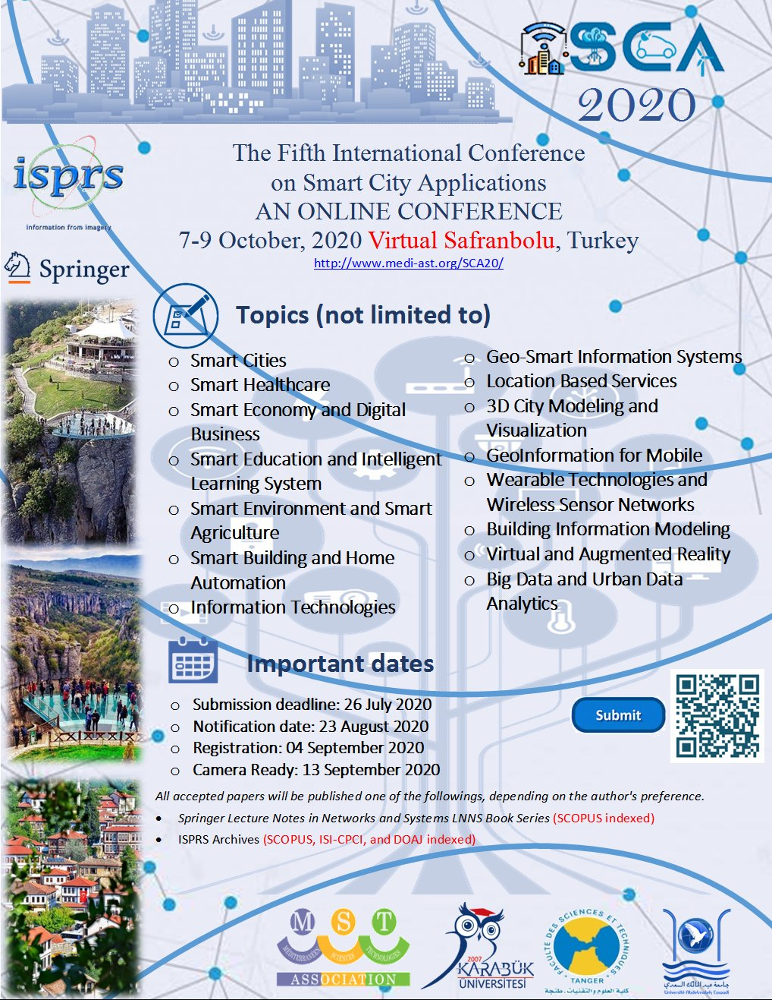 SCA
2020
isprs
information from imagery
Springer
The Fifth International Conference
on Smart City Applications
AN ONLINE CONFERENCE
7-9 October, 2020 Virtual Safranbolu, Turkey
http://www.medi-ast.org/SCA20/
Topics (not limited to)
o Smart Cities
o Smart Healthcare
o Smart Economy and Digital
Business
o Smart Education and Intelligent
Learning System
o Smart Environment and Smart
Agriculture
o Smart Building and Home
Automation
o Information Technologies
o Geo-Smart Information Systems
o Location Based Services
o 3D City Modeling and
Visualization
o GeoInformation for Mobile
o Wearable Technologies and
Wireless Sensor Networks
o Building Information Modeling
o Virtual and Augmented Reality
o Big Data and Urban Data
Analytics
Important dates
o Submission deadline: 26 July 2020
o Notification date: 23 August 2020
o Registration: 04 September 2020
o Camera Ready: 13 September 2020
Submit
All accepted papers will be published one of the followings, depending on the author's preference.
• Springer Lecture Notes in Networks and Systems LNNS Book Series (SCOPUS indexed)
• ISPRS Archives (SCOPUS, ISI-CPCI, and DOAJ indexed)
M S T
MEDITERRANEAN SCIENCES TECHNOLOGIES
ASSOCIATION
2007
KARABÜK
ÜNİVERSİTESİ
FACULTE DES SCIENCES ET TECHNIQUES
TANGER
كلية العلوم والتقنيات - طنجة
جامعة عبد المالك السعدي
Université Abdelmalek Essaadi